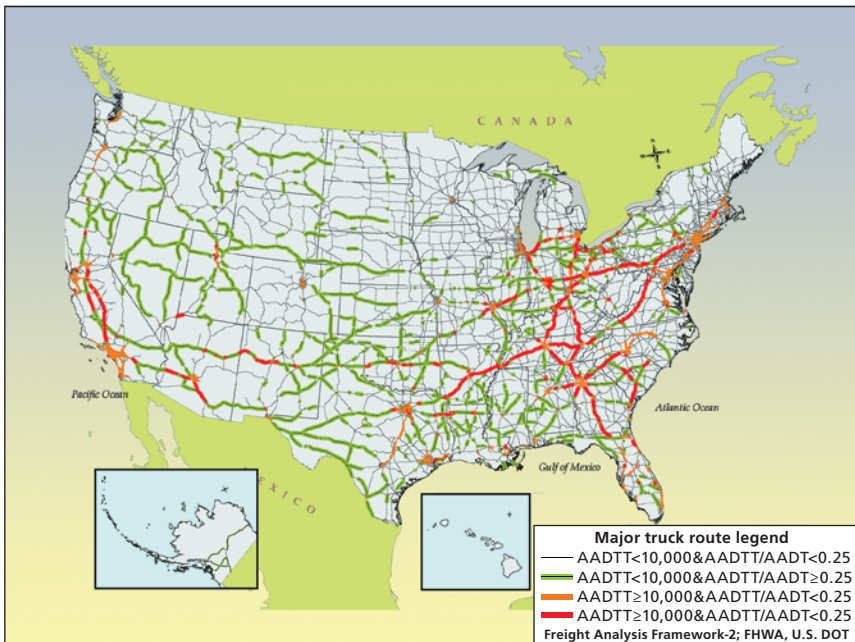 CANADA
Pacific Ocean
Atlantic Ocean
Gulf of Mexico
MEXICO
Major truck route legend
AADTT<10,000&AADTT/AADT<0.25
AADTT<10,000&AADTT/AADT≥0.25
AADTT≥10,000&AADTT/AADT<0.25
AADTT≥10,000&AADTT/AADT<0.25
Freight Analysis Framework-2; FHWA, U.S. DOT